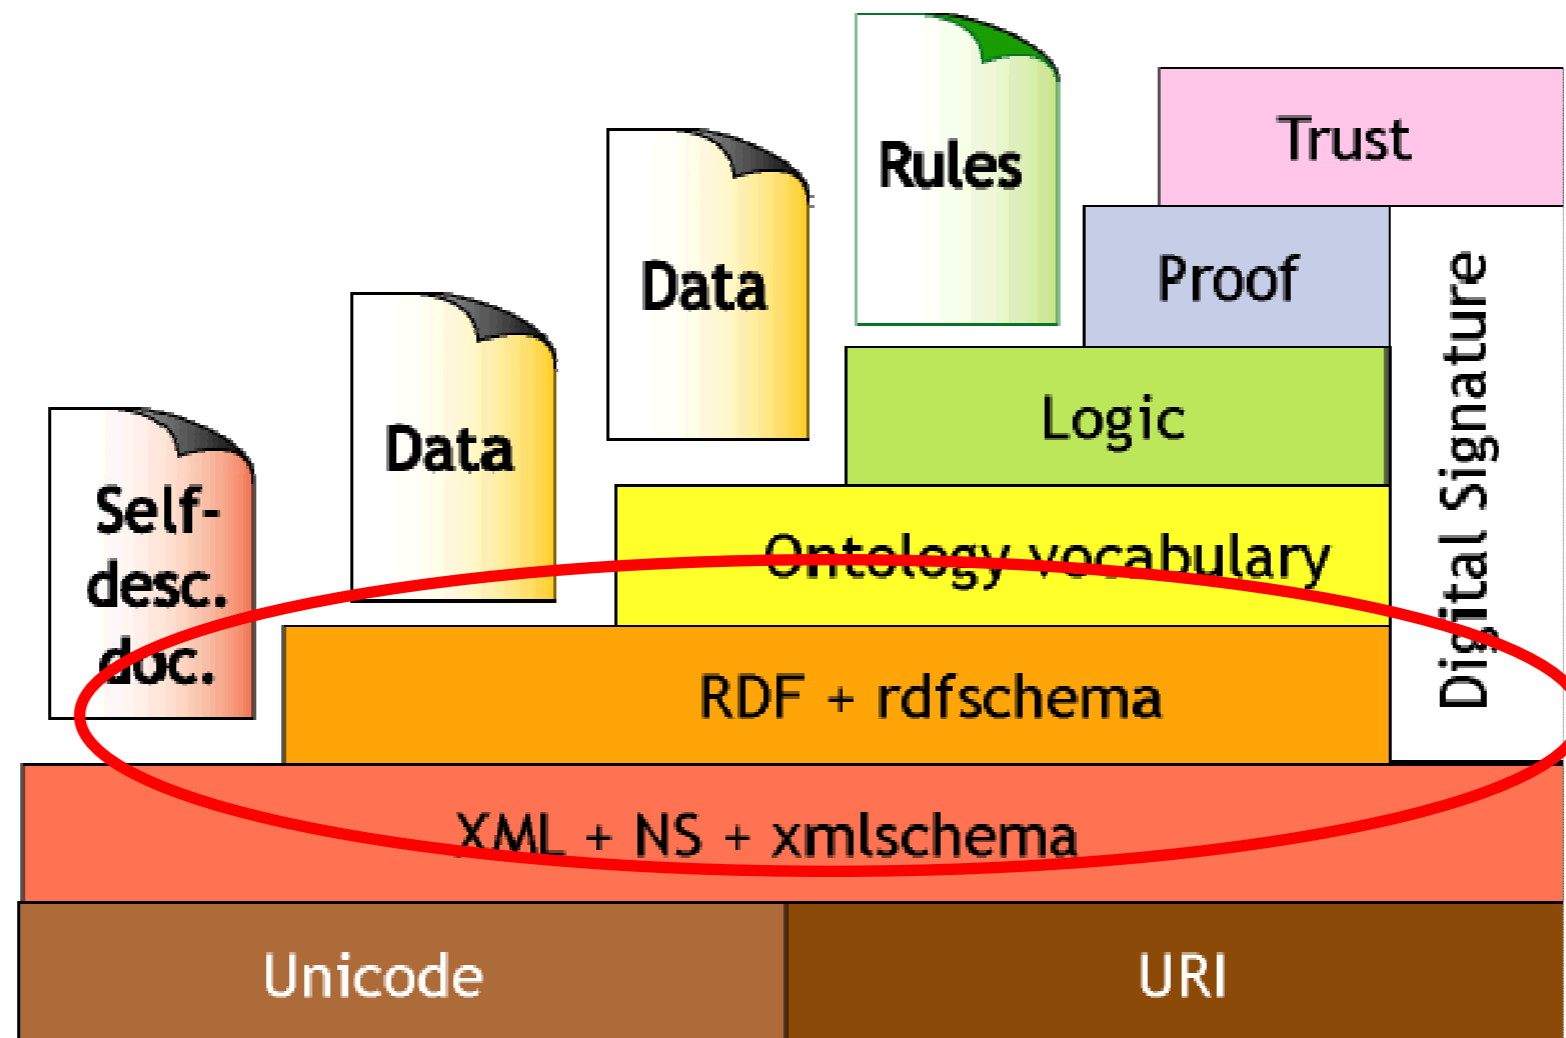 Trust
Rules
Proof
Data
Logic
Data
Digital Signature
Self-
desc.
doc.
Ontology vocabulary
RDF + rdfschema
XML + NS + xmlschema
Unicode
URI